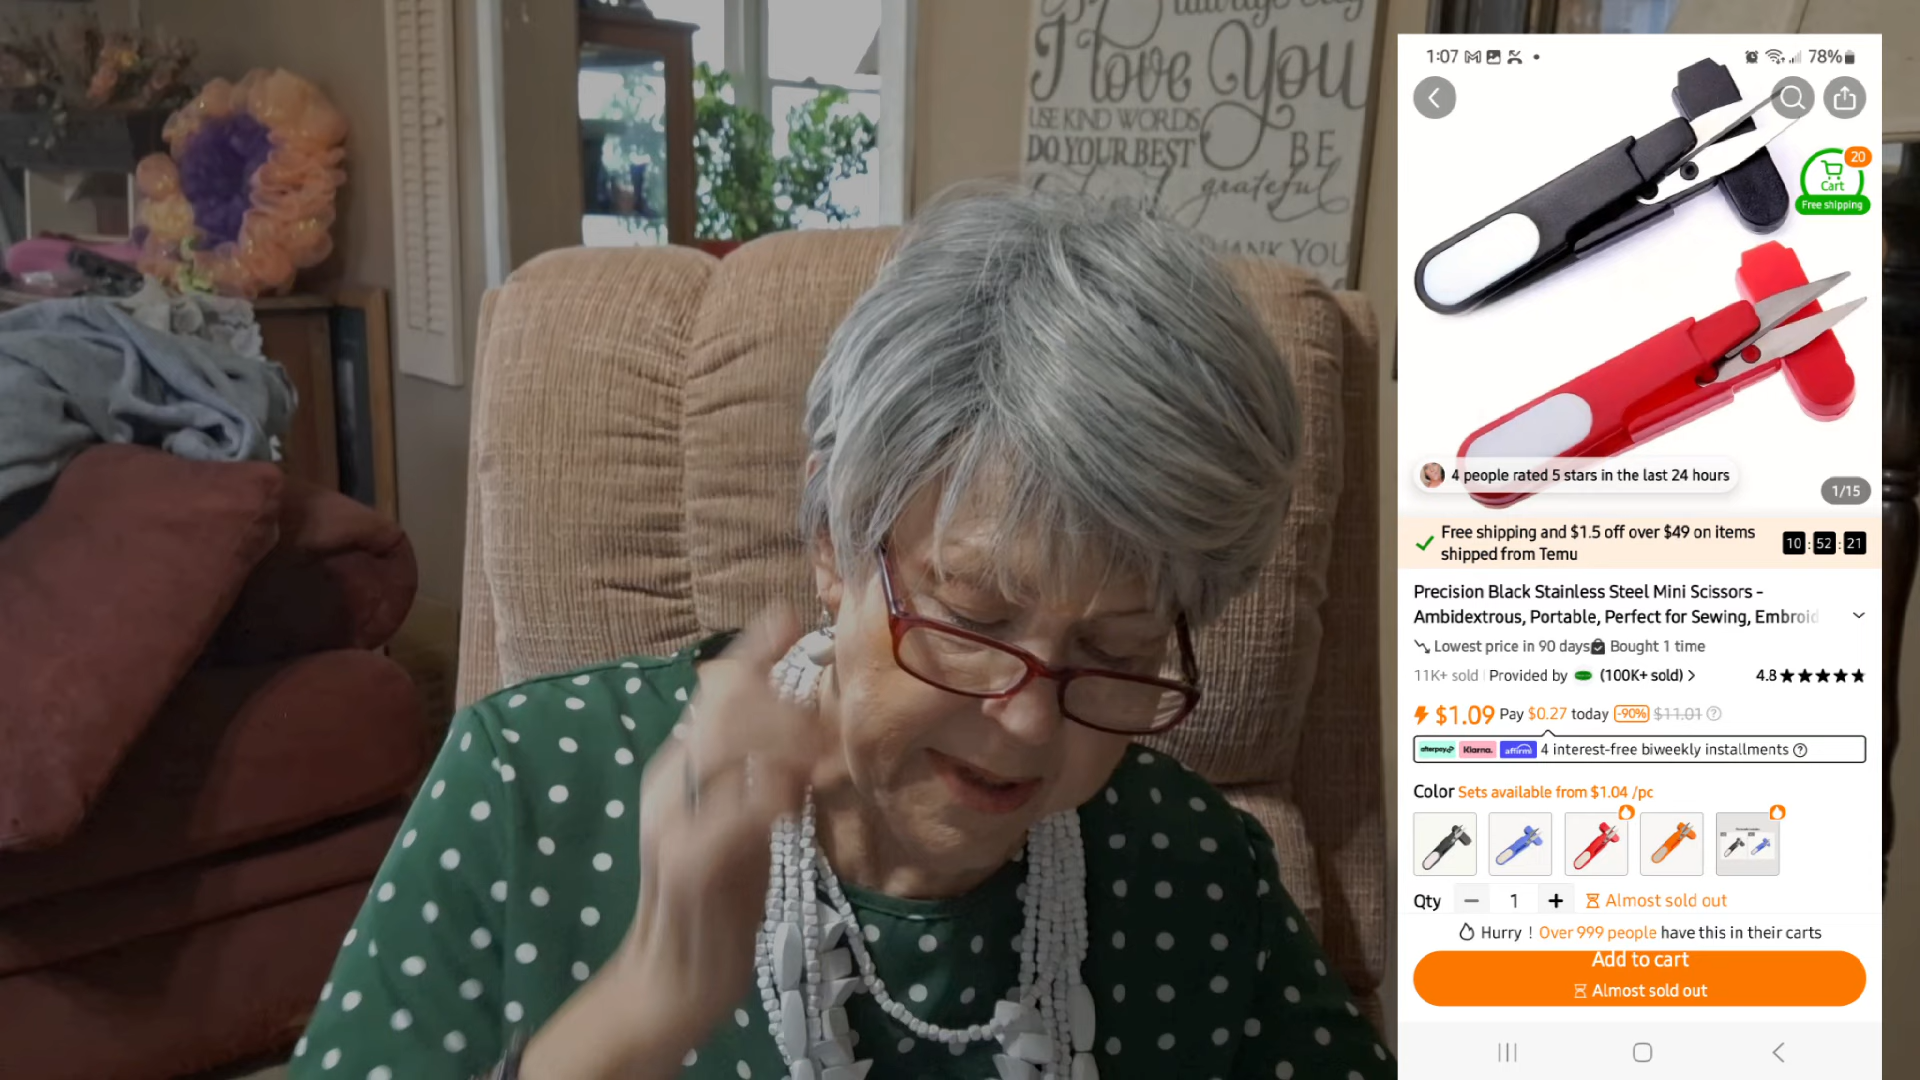 always say
I love You
USE KIND WORDS
DO YOUR BEST
BE
grateful
THANK YOU
1:07
78%
20
Cart
Free shipping
4 people rated 5 stars in the last 24 hours
1/15
Free shipping and $1.5 off over $49 on items
shipped from Temu
10 : 52 : 21
Precision Black Stainless Steel Mini Scissors -
Ambidextrous, Portable, Perfect for Sewing, Embroid
Lowest price in 90 days Bought 1 time
11K+ sold Provided by (100K+ sold) >
4.8
$1.09 Pay $0.27 today -90% $11.01
afterpay Klarna. affirm 4 interest-free biweekly installments
Color Sets available from $1.04 /pc
Qty − 1 + Almost sold out
Hurry ! Over 999 people have this in their carts
Add to cart
Almost sold out